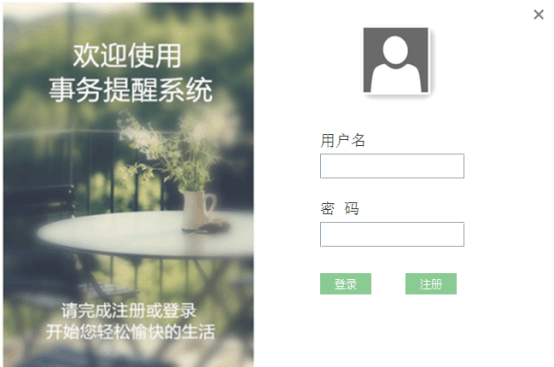 欢迎使用
事务提醒系统
请完成注册或登录
开始您轻松愉快的生活
用户名
密 码
登录
注册